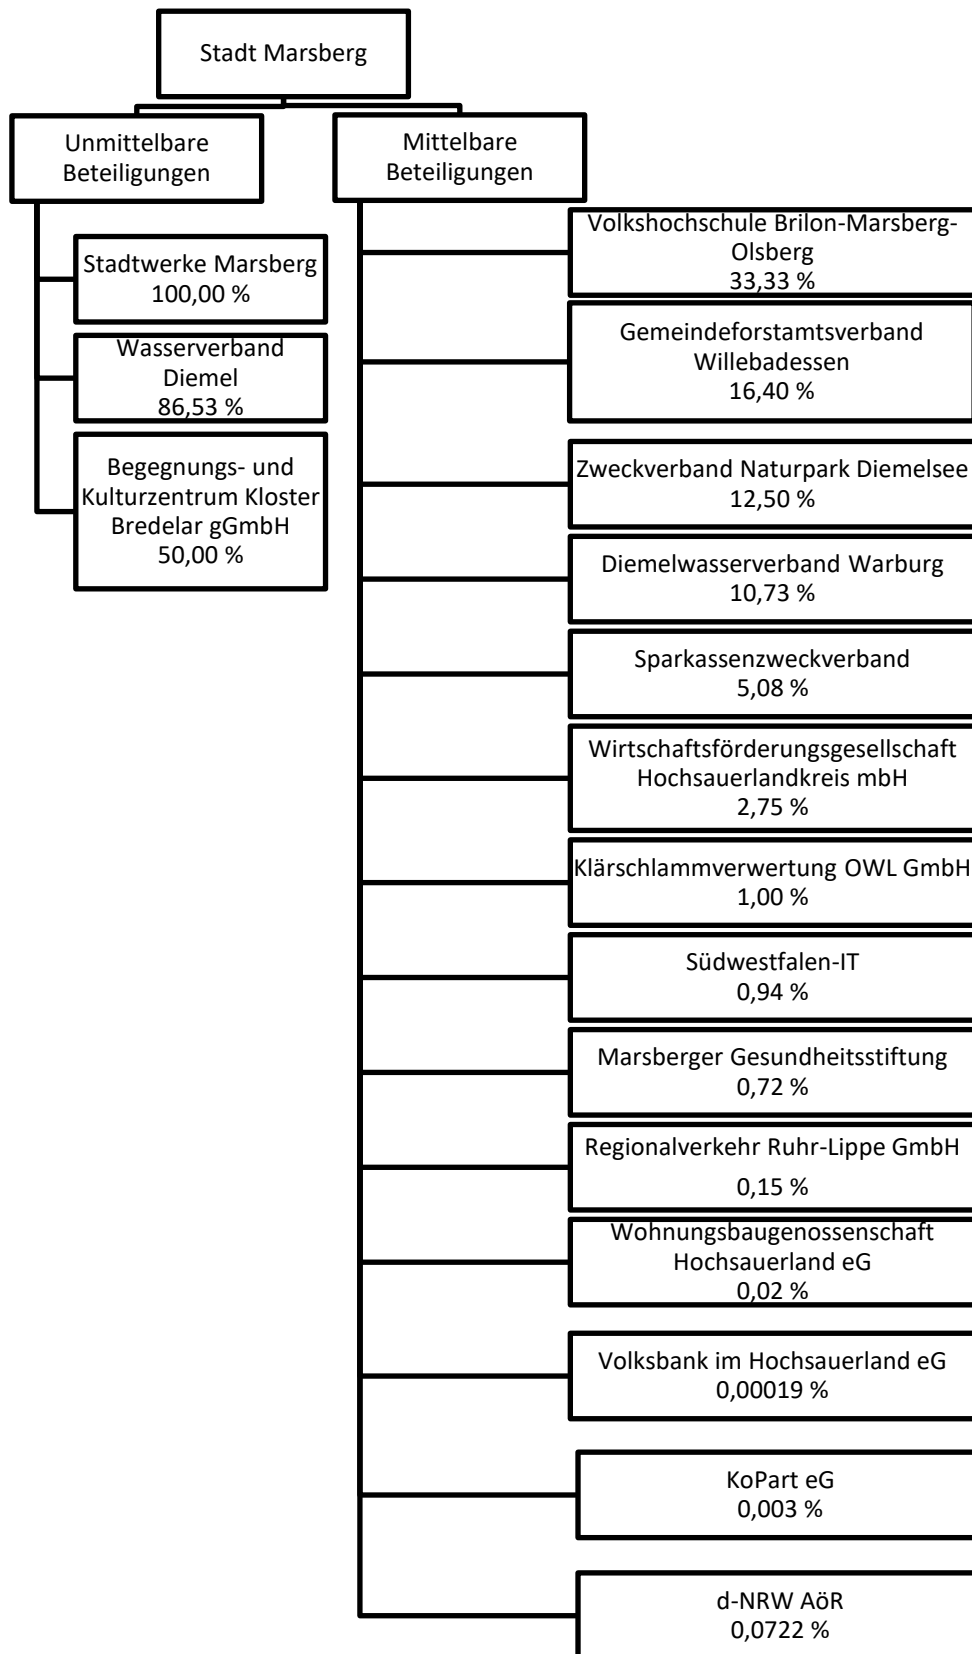 Stadt Marsberg
Unmittelbare
Beteiligungen
Stadtwerke Marsberg
100,00 %
Wasserverband
Diemel
86,53 %
Begegnungs- und
Kulturzentrum Kloster
Bredelar gGmbH
50,00 %
Mittelbare
Beteiligungen
Volkshochschule Brilon-Marsberg-
Olsberg
33,33 %
Gemeindeforstamtsverband
Willebadessen
16,40 %
Zweckverband Naturpark Diemelsee
12,50 %
Diemelwasserverband Warburg
10,73 %
Sparkassenzweckverband
5,08 %
Wirtschaftsförderungsgesellschaft
Hochsauerlandkreis mbH
2,75 %
Klärschlammverwertung OWL GmbH
1,00 %
Südwestfalen-IT
0,94 %
Marsberger Gesundheitsstiftung
0,72 %
Regionalverkehr Ruhr-Lippe GmbH
0,15 %
Wohnungsbaugenossenschaft
Hochsauerland eG
0,02 %
Volksbank im Hochsauerland eG
0,00019 %
KoPart eG
0,003 %
d-NRW AöR
0,0722 %